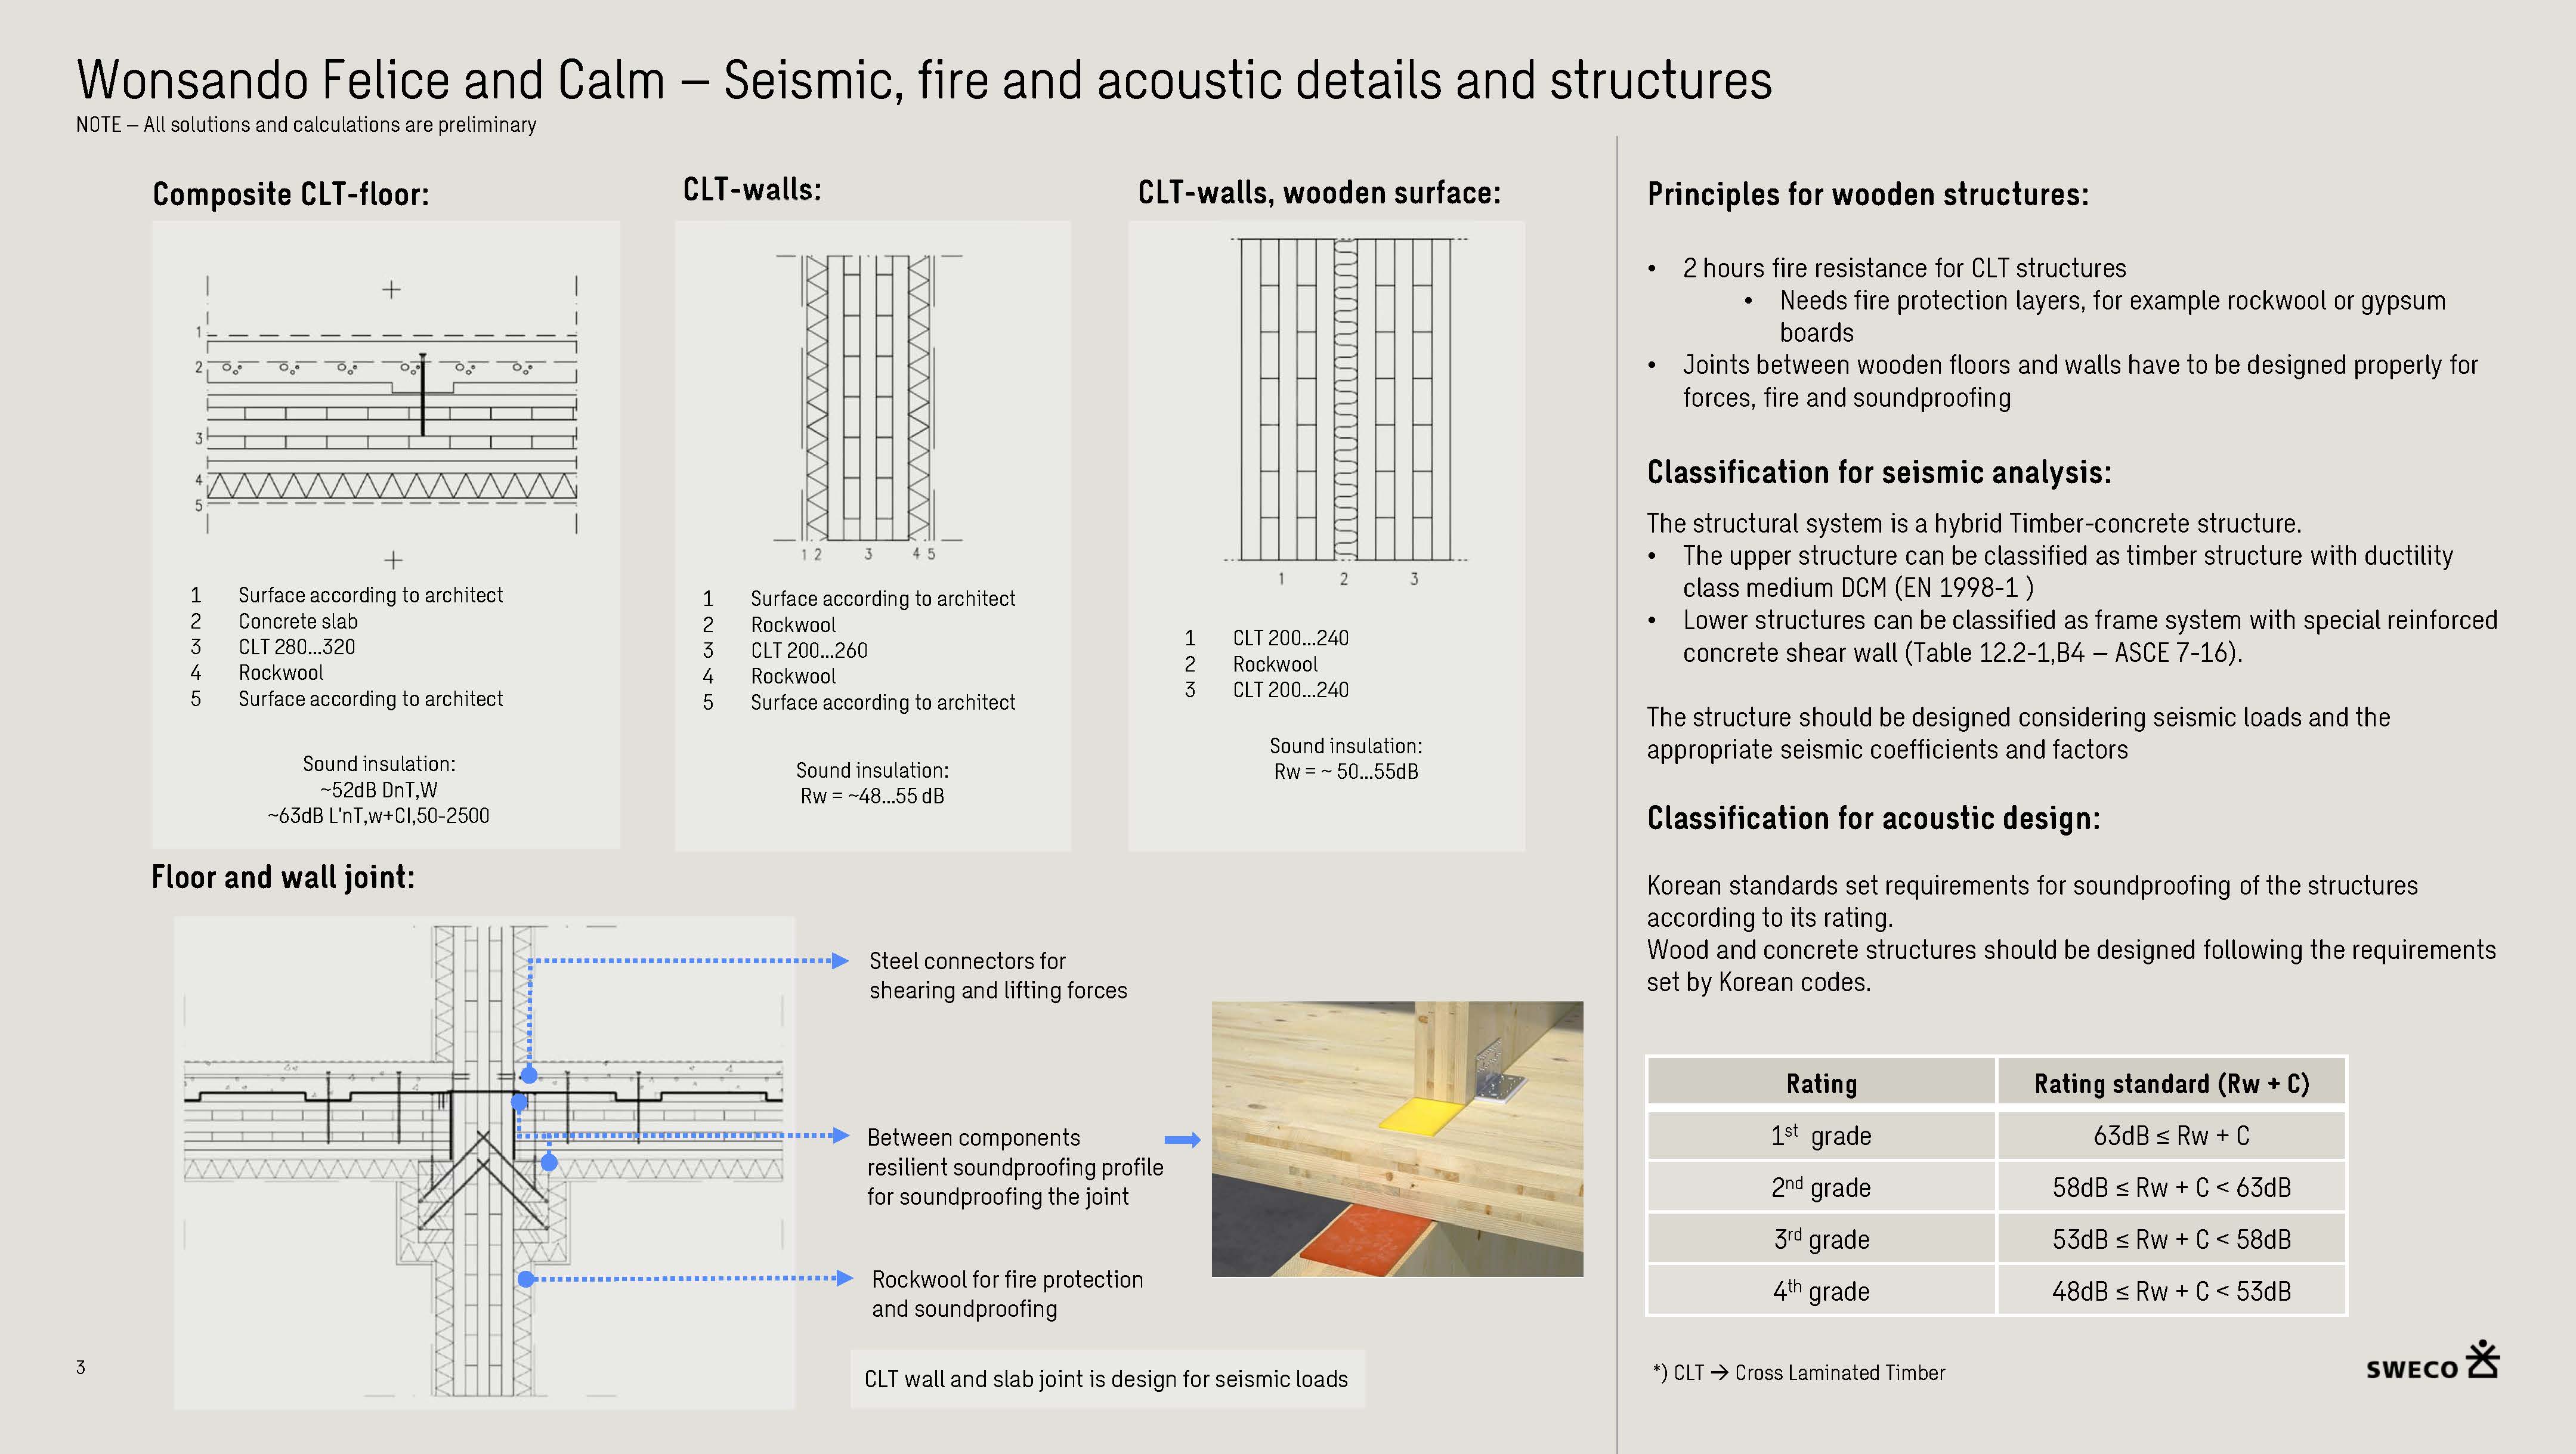 Wonsando Felice and Calm – Seismic, fire and acoustic details and structures
NOTE – All solutions and calculations are preliminary
Composite CLT-floor:
1
2
3
4
5
1 Surface according to architect
2 Concrete slab
3 CLT 280...320
4 Rockwool
5 Surface according to architect
Sound insulation:
~52dB DnT,W
~63dB L'nT,w+CI,50-2500
CLT-walls:
1 2 3 4 5
1 Surface according to architect
2 Rockwool
3 CLT 200...260
4 Rockwool
5 Surface according to architect
Sound insulation:
Rw = ~48...55 dB
CLT-walls, wooden surface:
1 2 3
1 CLT 200...240
2 Rockwool
3 CLT 200...240
Sound insulation:
Rw = ~ 50...55dB
Floor and wall joint:
Steel connectors for
shearing and lifting forces
Between components
resilient soundproofing profile
for soundproofing the joint
Rockwool for fire protection
and soundproofing
CLT wall and slab joint is design for seismic loads
3
Principles for wooden structures:
• 2 hours fire resistance for CLT structures
• Needs fire protection layers, for example rockwool or gypsum
boards
• Joints between wooden floors and walls have to be designed properly for
forces, fire and soundproofing
Classification for seismic analysis:
The structural system is a hybrid Timber-concrete structure.
• The upper structure can be classified as timber structure with ductility
class medium DCM (EN 1998-1 )
• Lower structures can be classified as frame system with special reinforced
concrete shear wall (Table 12.2-1,B4 – ASCE 7-16).
The structure should be designed considering seismic loads and the
appropriate seismic coefficients and factors
Classification for acoustic design:
Korean standards set requirements for soundproofing of the structures
according to its rating.
Wood and concrete structures should be designed following the requirements
set by Korean codes.
Rating Rating standard (Rw + C)
1st grade 63dB ≤ Rw + C
2nd grade 58dB ≤ Rw + C < 63dB
3rd grade 53dB ≤ Rw + C < 58dB
4th grade 48dB ≤ Rw + C < 53dB
*) CLT → Cross Laminated Timber
SWECO